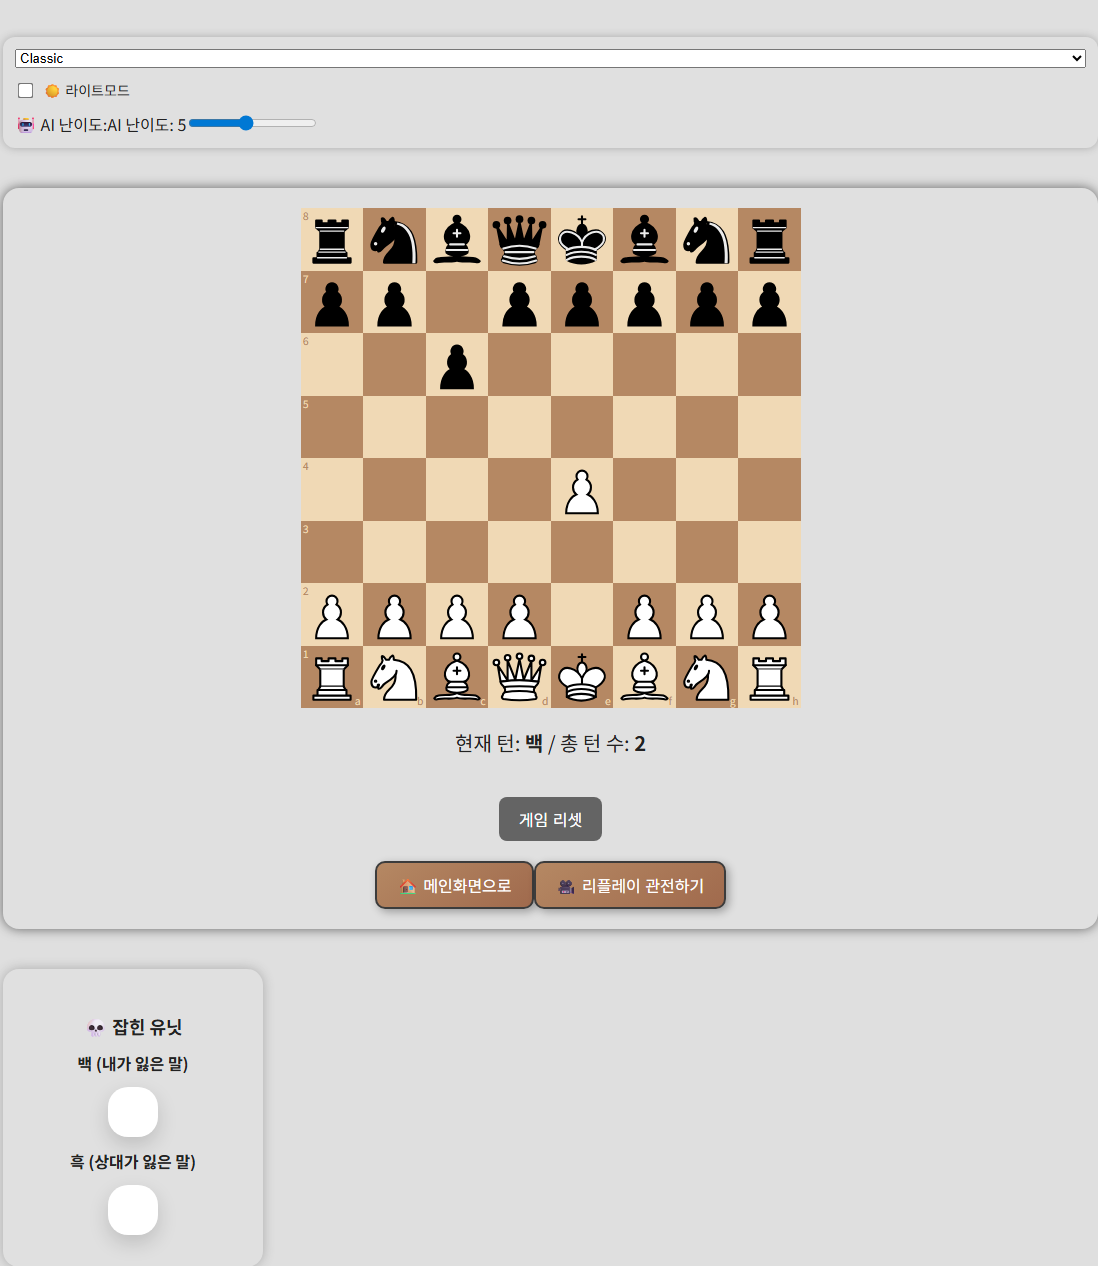 Classic
라이트모드
AI 난이도:AI 난이도: 5
8
7
6
5
4
3
2
1
a b c d e f g h
현재 턴: 백 / 총 턴 수: 2
게임 리셋
메인화면으로 리플레이 관전하기
잡힌 유닛
백 (내가 잃은 말)
흑 (상대가 잃은 말)